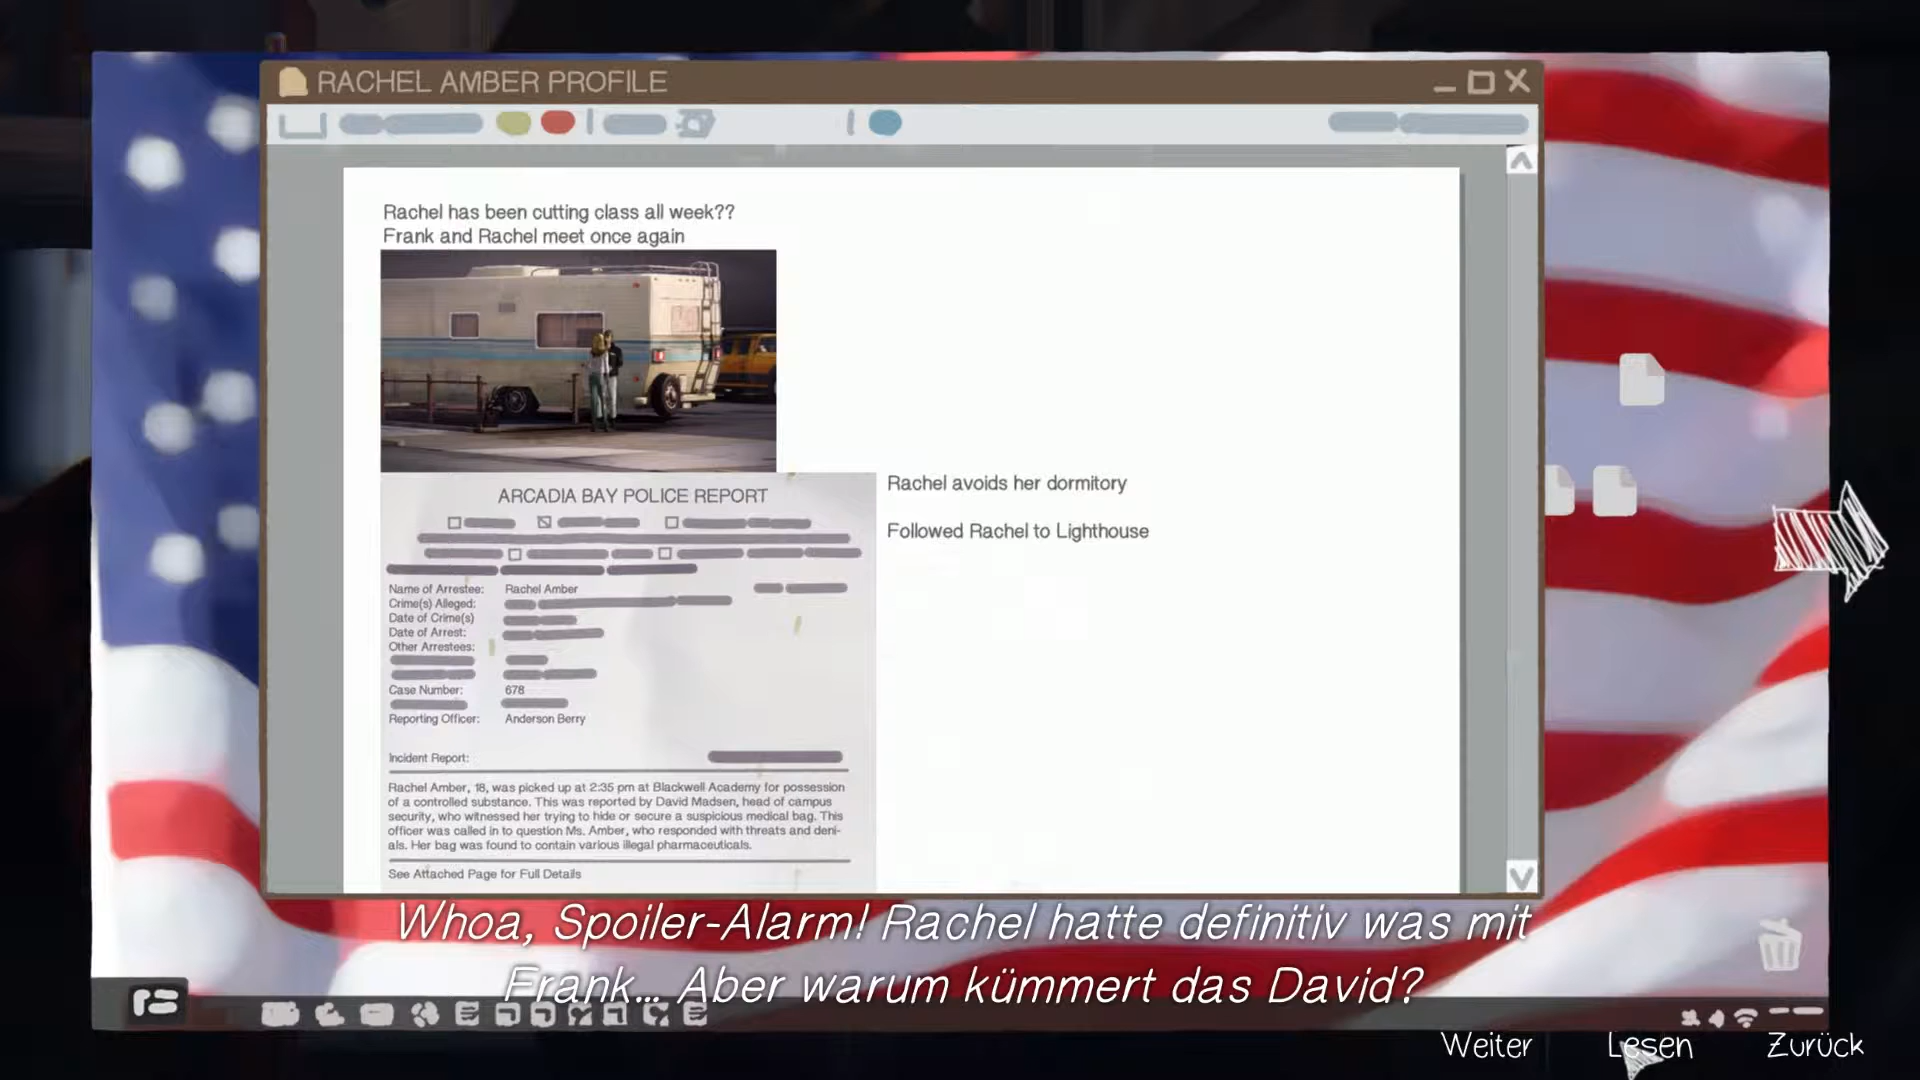 RACHEL AMBER PROFILE
Rachel has been cutting class all week??
Frank and Rachel meet once again
ARCADIA BAY POLICE REPORT
Name of Arrestee: Rachel Amber
Crime(s) Alleged:
Date of Crime(s)
Date of Arrest:
Other Arrestees:
Case Number: 678
Reporting Officer: Anderson Berry
Incident Report:
Rachel Amber, 18, was picked up at 2:35 pm at Blackwell Academy for possession
of a controlled substance. This was reported by David Madsen, head of campus
security, who witnessed her trying to hide or secure a suspicious medical bag. This
officer was called in to question Ms. Amber, who responded with threats and deni-
als. Her bag was found to contain various illegal pharmaceuticals.
See Attached Page for Full Details
Rachel avoids her dormitory
Followed Rachel to Lighthouse
Whoa, Spoiler-Alarm! Rachel hatte definitiv was mit
Frank... Aber warum kümmert das David?
Weiter
Lesen
Zurück